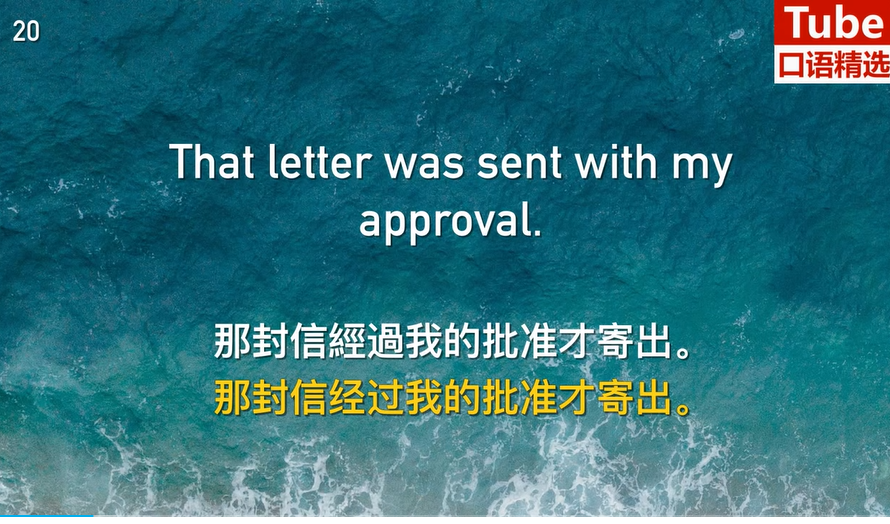 20
Tube
口语精选
That letter was sent with my
approval.
那封信經過我的批准才寄出。
那封信经过我的批准才寄出。